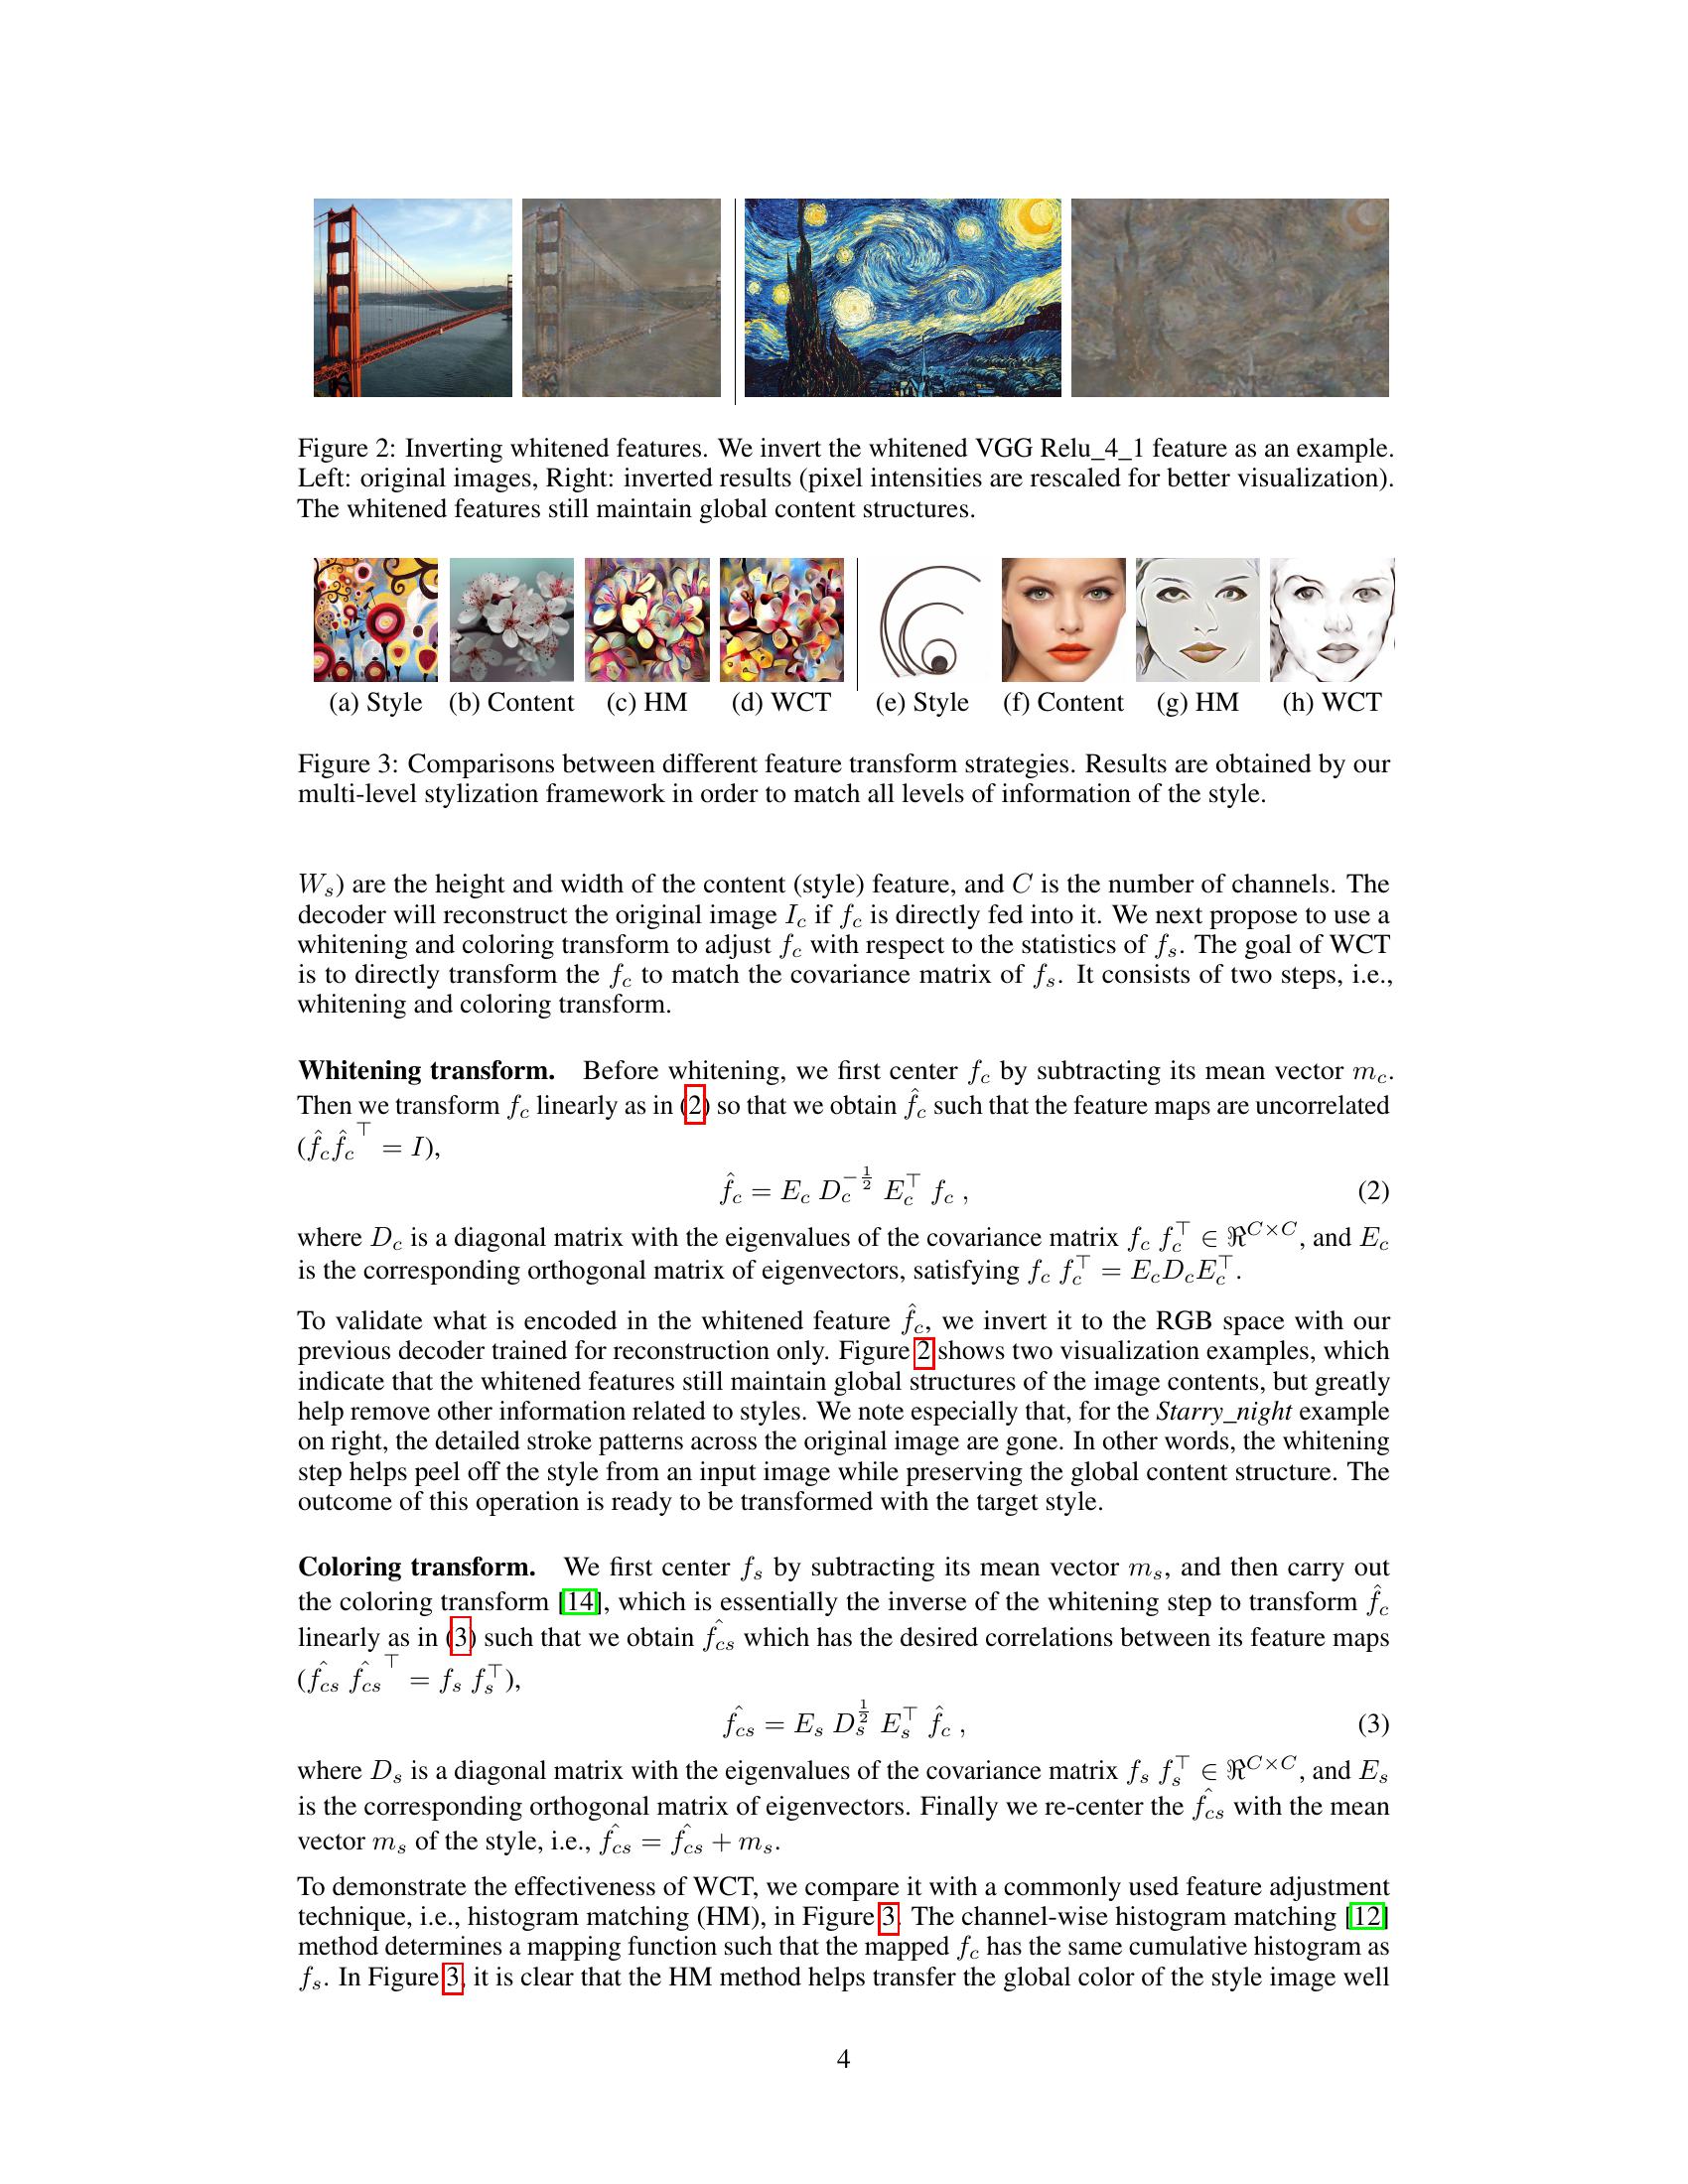 Figure 2: Inverting whitened features. We invert the whitened VGG Relu_4_1 feature as an example.
Left: original images, Right: inverted results (pixel intensities are rescaled for better visualization).
The whitened features still maintain global content structures.
(a) Style (b) Content (c) HM (d) WCT (e) Style (f) Content (g) HM (h) WCT
Figure 3: Comparisons between different feature transform strategies. Results are obtained by our
multi-level stylization framework in order to match all levels of information of the style.
$W_s$) are the height and width of the content (style) feature, and $C$ is the number of channels. The
decoder will reconstruct the original image $I_c$ if $f_c$ is directly fed into it. We next propose to use a
whitening and coloring transform to adjust $f_c$ with respect to the statistics of $f_s$. The goal of WCT
is to directly transform the $f_c$ to match the covariance matrix of $f_s$. It consists of two steps, i.e.,
whitening and coloring transform.
Whitening transform. Before whitening, we first center $f_c$ by subtracting its mean vector $m_c$.
Then we transform $f_c$ linearly as in (2) so that we obtain $\hat{f}_c$ such that the feature maps are uncorrelated
($\hat{f}_c \hat{f}_c^\top = I$),
$\hat{f}_c = E_c D_c^{-\frac{1}{2}} E_c^\top f_c$ , (2)
where $D_c$ is a diagonal matrix with the eigenvalues of the covariance matrix $f_c f_c^\top \in \Re^{C \times C}$, and $E_c$
is the corresponding orthogonal matrix of eigenvectors, satisfying $f_c f_c^\top = E_c D_c E_c^\top$.
To validate what is encoded in the whitened feature $\hat{f}_c$, we invert it to the RGB space with our
previous decoder trained for reconstruction only. Figure 2 shows two visualization examples, which
indicate that the whitened features still maintain global structures of the image contents, but greatly
help remove other information related to styles. We note especially that, for the Starry_night example
on right, the detailed stroke patterns across the original image are gone. In other words, the whitening
step helps peel off the style from an input image while preserving the global content structure. The
outcome of this operation is ready to be transformed with the target style.
Coloring transform. We first center $f_s$ by subtracting its mean vector $m_s$, and then carry out
the coloring transform [14], which is essentially the inverse of the whitening step to transform $\hat{f}_c$
linearly as in (3) such that we obtain $\hat{f_{cs}}$ which has the desired correlations between its feature maps
($\hat{f_{cs}} \hat{f_{cs}}^\top = f_s f_s^\top$),
$\hat{f_{cs}} = E_s D_s^{\frac{1}{2}} E_s^\top \hat{f}_c$ , (3)
where $D_s$ is a diagonal matrix with the eigenvalues of the covariance matrix $f_s f_s^\top \in \Re^{C \times C}$, and $E_s$
is the corresponding orthogonal matrix of eigenvectors. Finally we re-center the $\hat{f_{cs}}$ with the mean
vector $m_s$ of the style, i.e., $\hat{f_{cs}} = \hat{f_{cs}} + m_s$.
To demonstrate the effectiveness of WCT, we compare it with a commonly used feature adjustment
technique, i.e., histogram matching (HM), in Figure 3. The channel-wise histogram matching [12]
method determines a mapping function such that the mapped $f_c$ has the same cumulative histogram as
$f_s$. In Figure 3, it is clear that the HM method helps transfer the global color of the style image well
4